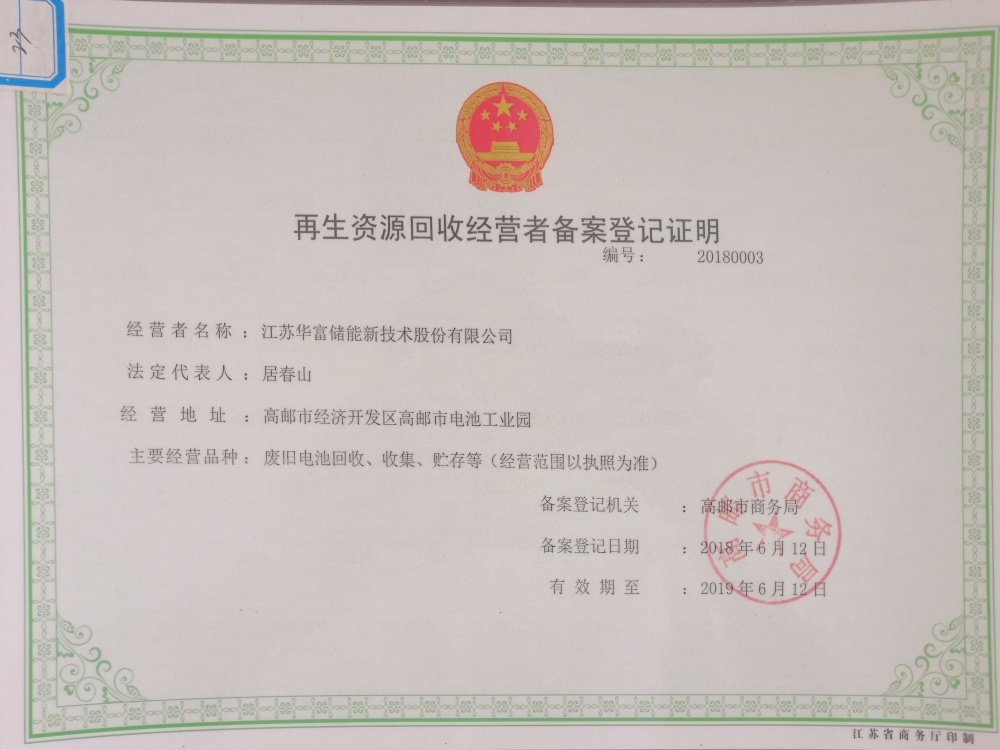 23
再生资源回收经营者备案登记证明
编号： 20180003
经营者名称：江苏华富储能新技术股份有限公司
法定代表人：居春山
经营地址：高邮市经济开发区高邮市电池工业园
主要经营品种：废旧电池回收、收集、贮存等（经营范围以执照为准）
备案登记机关：高邮市商务局
备案登记日期：2018年6月12日
有效期至：2019年6月12日
高邮市商务局
江苏省商务厅印制